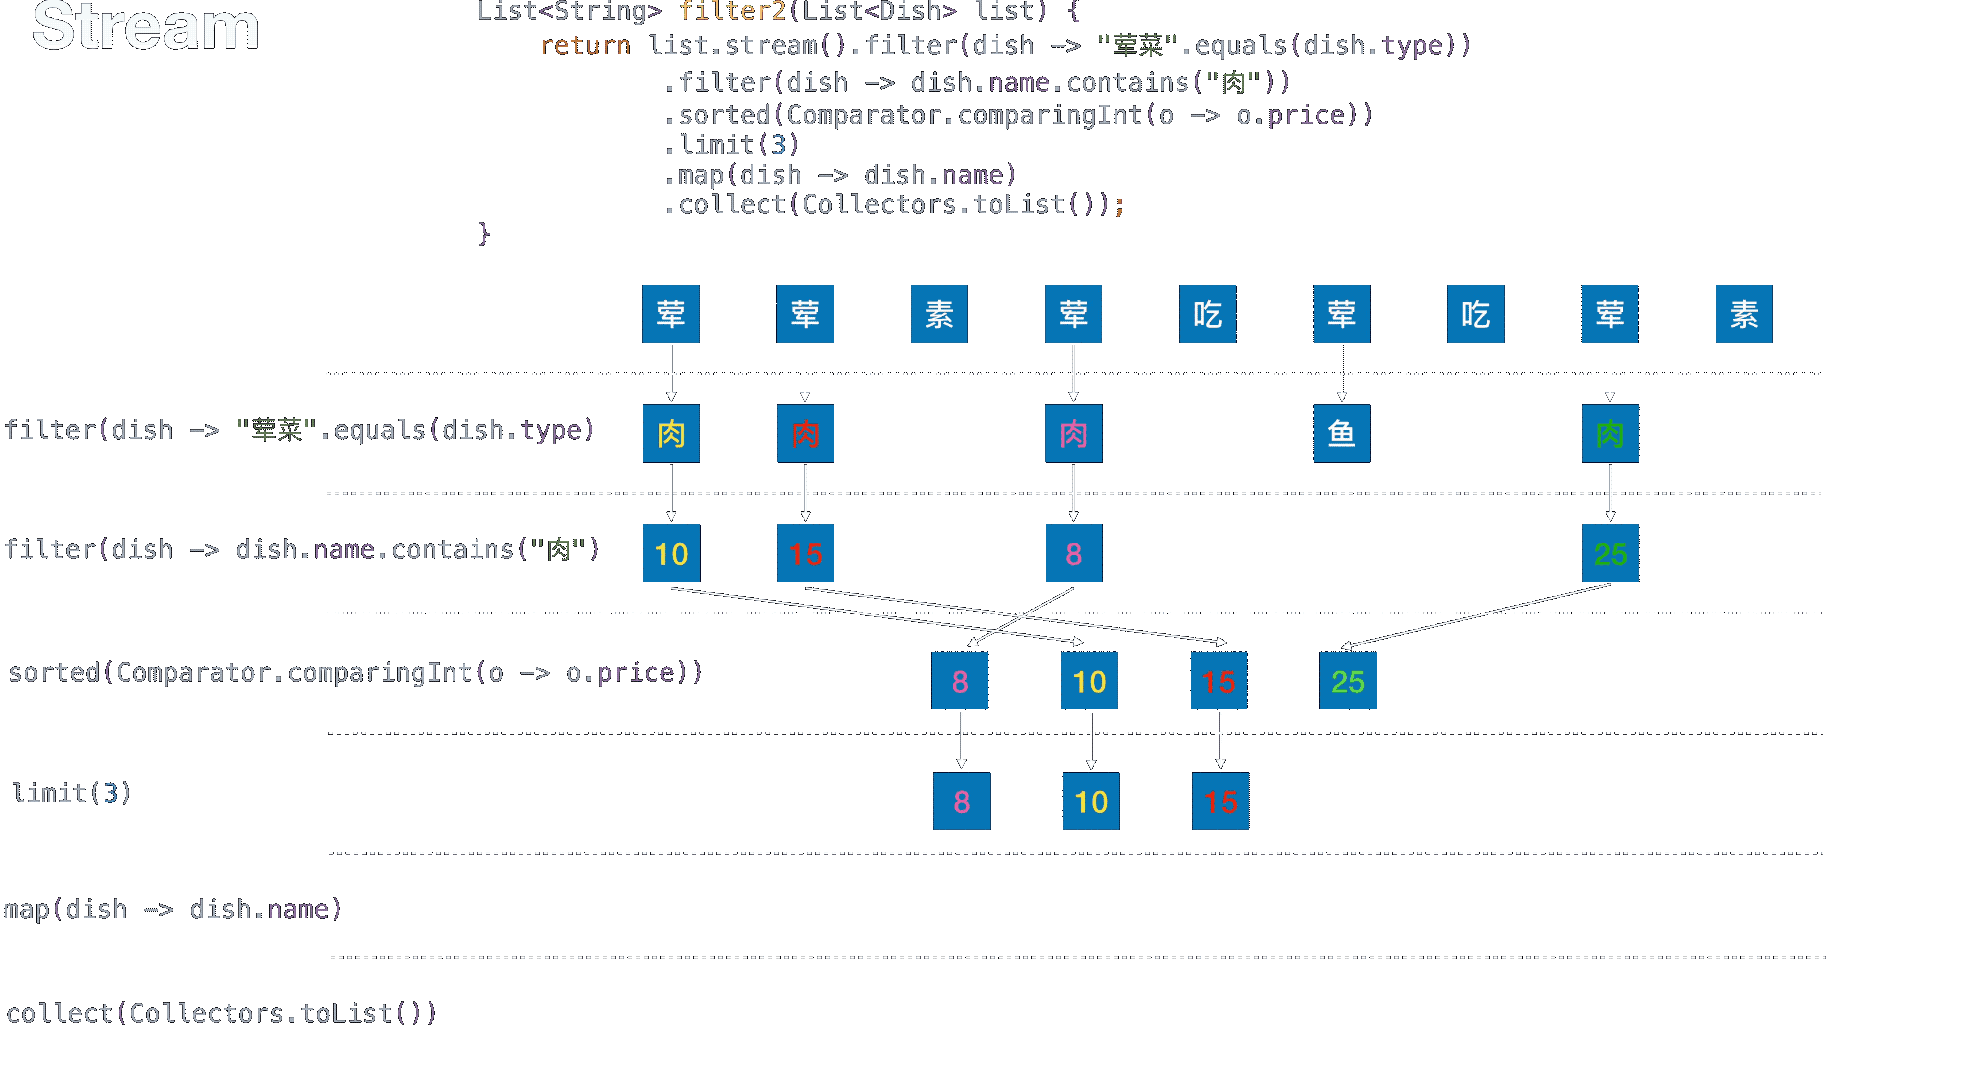 Stream
List<String> filter2(List<Dish> list) {
return list.stream().filter(dish -> "荤菜".equals(dish.type))
.filter(dish -> dish.name.contains("肉"))
.sorted(Comparator.comparingInt(o -> o.price))
.limit(3)
.map(dish -> dish.name)
.collect(Collectors.toList());
}
荤 荤 素 荤 吃 荤 吃 荤 素
filter(dish -> "荤菜".equals(dish.type) 肉 肉 肉 鱼 肉
filter(dish -> dish.name.contains("肉") 10 15 8 25
sorted(Comparator.comparingInt(o -> o.price)) 8 10 15 25
limit(3) 8 10 15
map(dish -> dish.name)
collect(Collectors.toList())